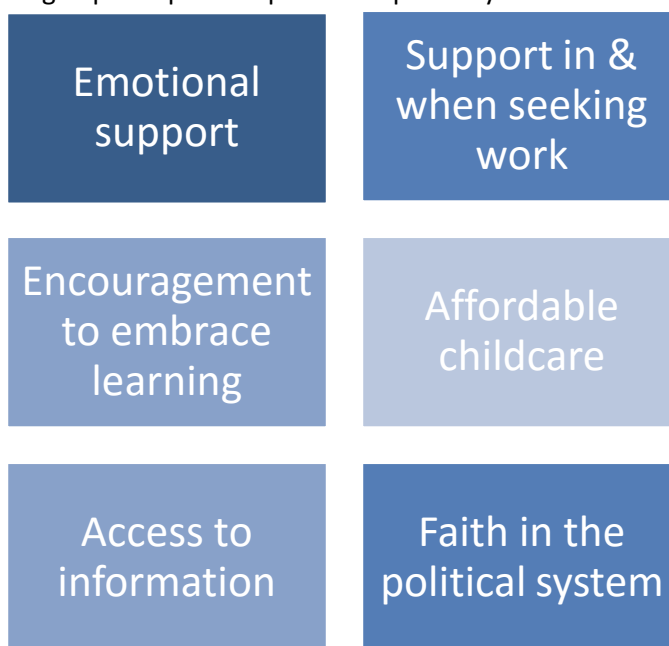 Emotional
support
Support in &
when seeking
work
Encouragement
to embrace
learning
Affordable
childcare
Access to
information
Faith in the
political system